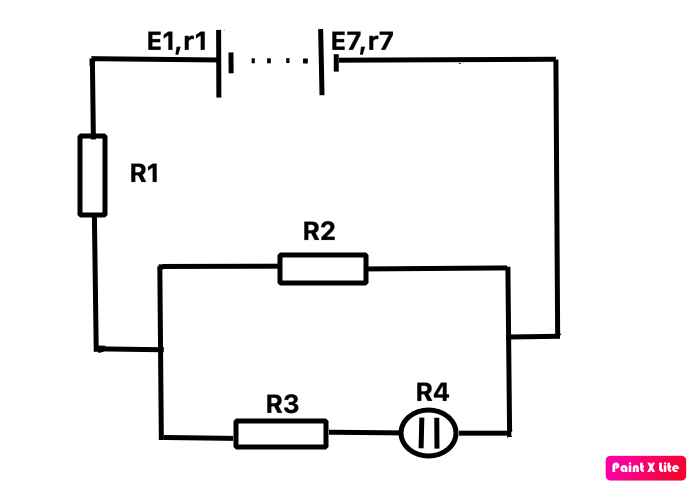 E1,r1
E7,r7
R1
R2
R3
R4
Paint X Lite